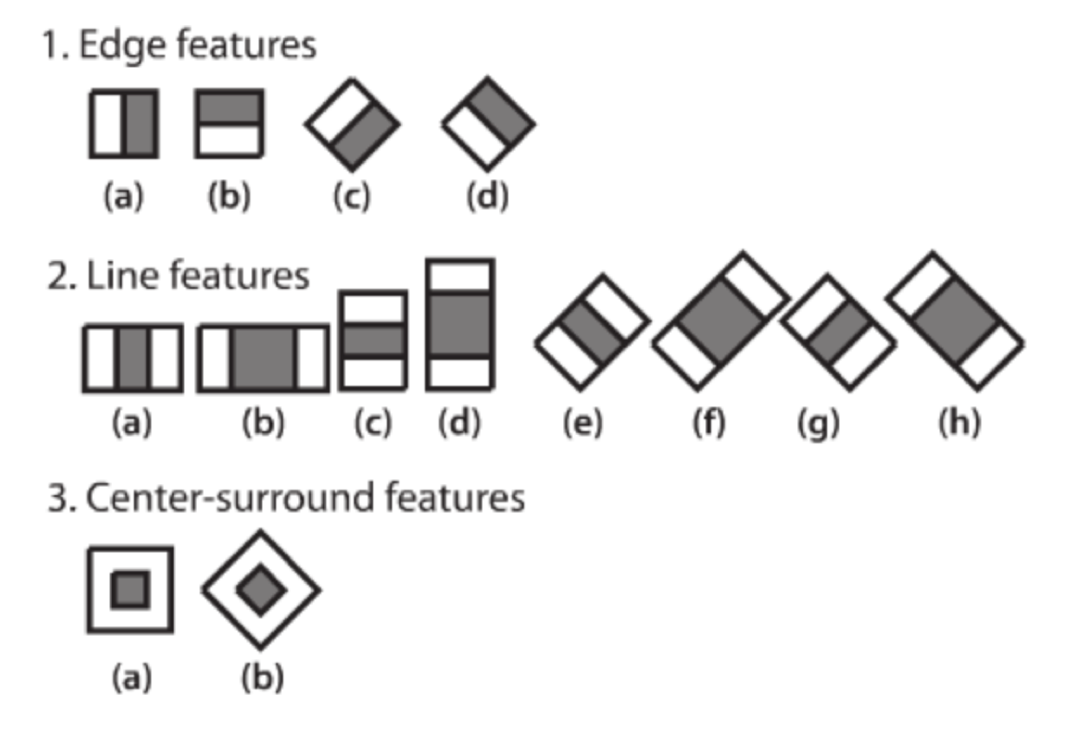 1. Edge features
(a) (b) (c) (d)
2. Line features
(a) (b) (c) (d) (e) (f) (g) (h)
3. Center-surround features
(a) (b)